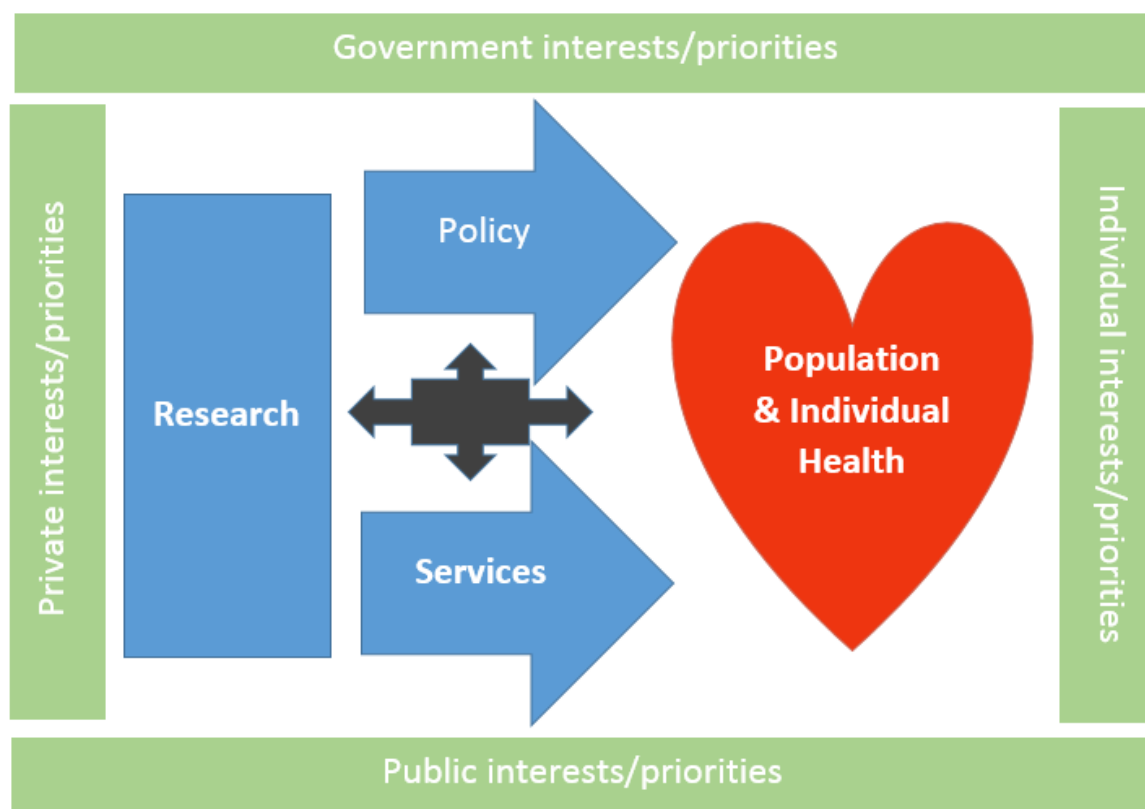 Government interests/priorities
Private interests/priorities
Policy
Research
Services
Population
& Individual
Health
Individual interests/priorities
Public interests/priorities